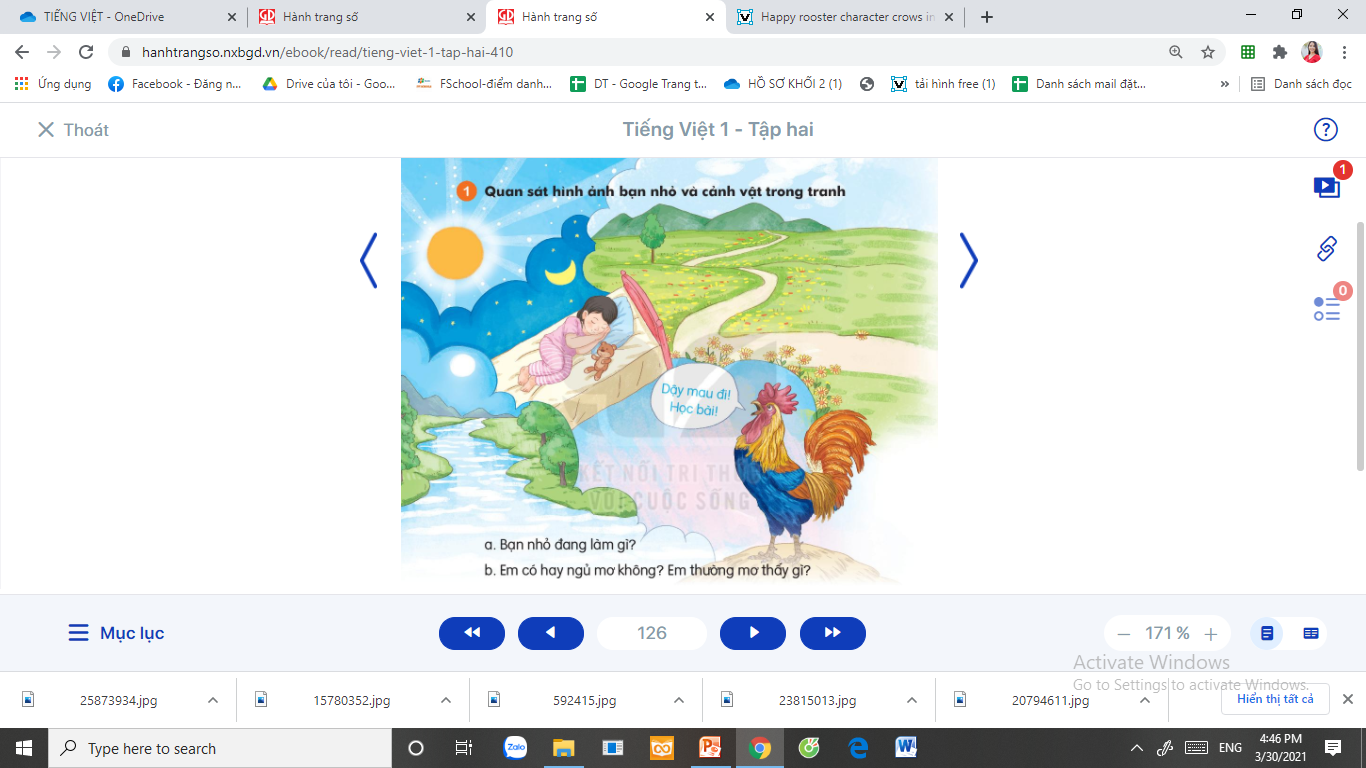 TIẾNG VIỆT - OneDrive
Hành trang số
Hành trang số
Happy rooster character crows in
hanhtrangso.nxbgd.vn/ebook/read/tieng-viet-1-tap-hai-410
Ứng dụng
Facebook - Đăng n...
Drive của tôi - Goo...
FSchool-điểm danh...
DT - Google Trang t...
HỒ SƠ KHỐI 2 (1)
tải hình free (1)
Danh sách mail đặt...
»
Danh sách đọc
Thoát
Tiếng Việt 1 - Tập hai
?
1
0
1 Quan sát hình ảnh bạn nhỏ và cảnh vật trong tranh
Dậy mau đi!
Học bài!
KẾT NỐI TRI THỨC
VỚI CUỘC SỐNG
a. Bạn nhỏ đang làm gì?
b. Em có hay ngủ mơ không? Em thường mơ thấy gì?
Mục lục
126
171 %
Activate Windows
Go to Settings to activate Windows.
25873934.jpg
15780352.jpg
592415.jpg
23815013.jpg
20794611.jpg
Hiển thị tất cả
Type here to search
Zalo
ENG
4:46 PM
3/30/2021